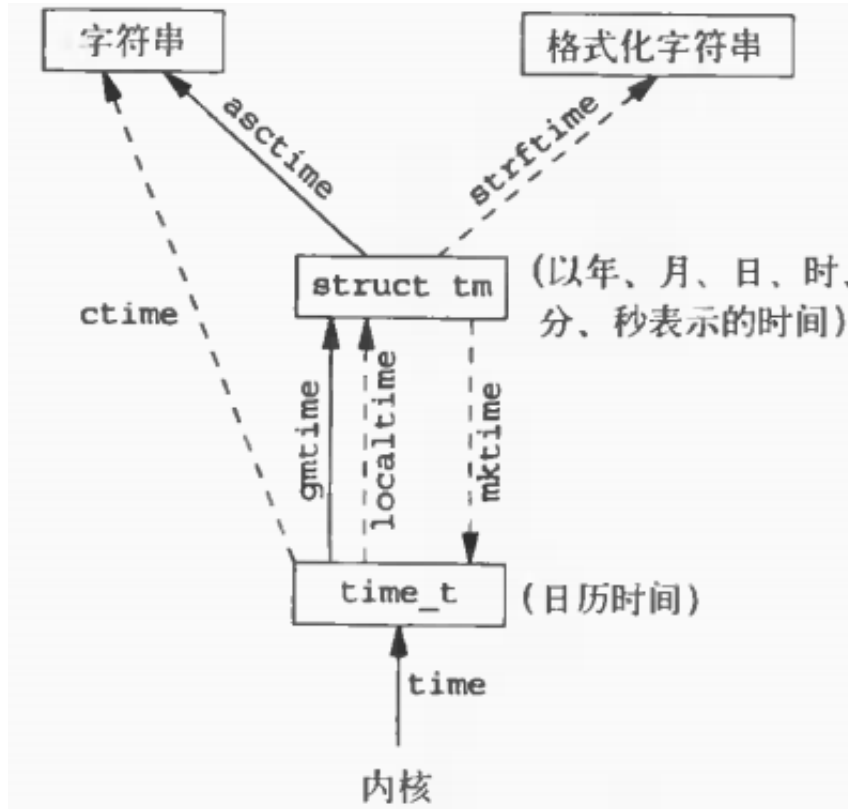 字符串
格式化字符串
asctime
strftime
struct tm
(以年、月、日、时、
分、秒表示的时间)
ctime
gmtime
localtime
mktime
time_t
(日历时间)
time
内核